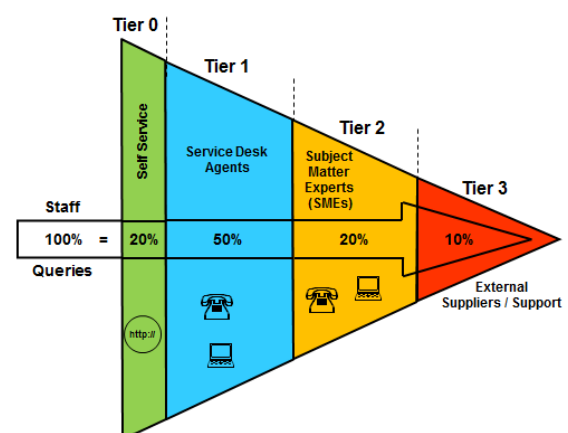 Tier 0
Tier 1
Tier 2
Tier 3
Self Service
Service Desk
Agents
Subject
Matter
Experts
(SMEs)
Staff
100% = 20% 50% 20% 10%
Queries
External
Suppliers / Support
http://